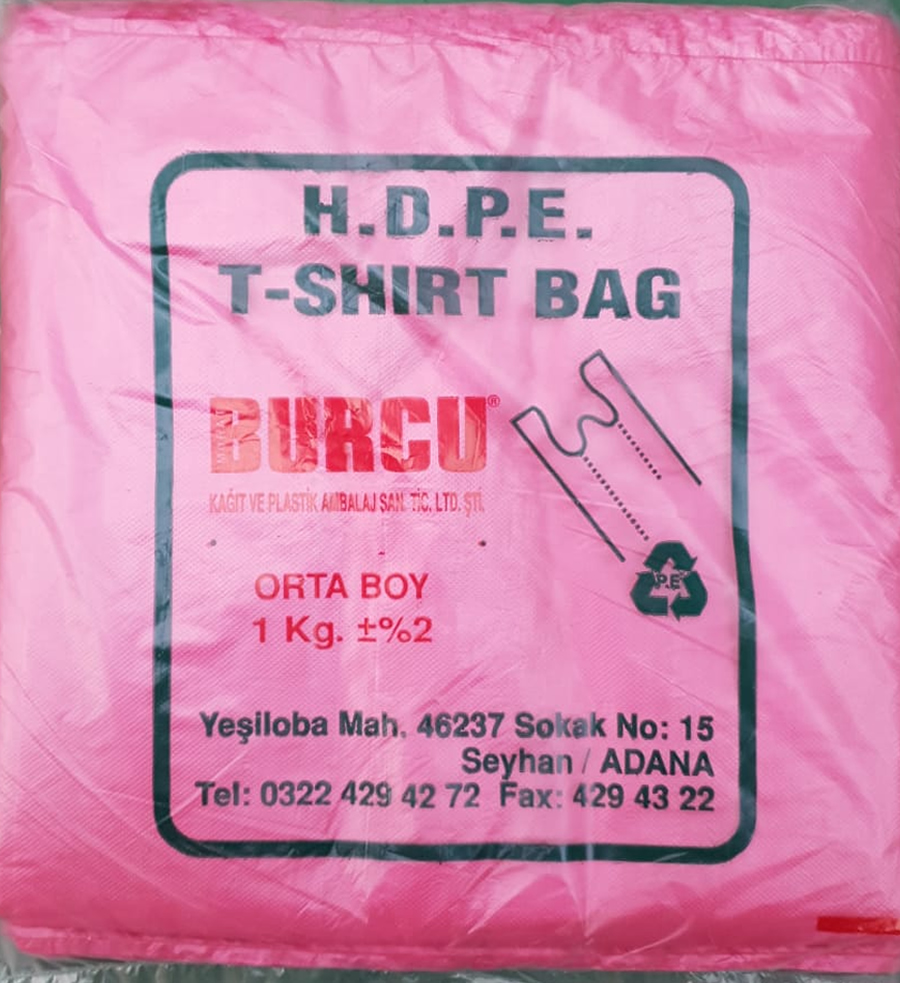 H.D.P.E.
T-SHIRT BAG
BURCU®
KAĞIT VE PLASTİK AMBALAJ SAN. TİC. LTD. ŞTİ.
ORTA BOY
1 Kg. ±%2
P.E
Yeşiloba Mah. 46237 Sokak No: 15
Seyhan / ADANA
Tel: 0322 429 42 72 Fax: 429 43 22